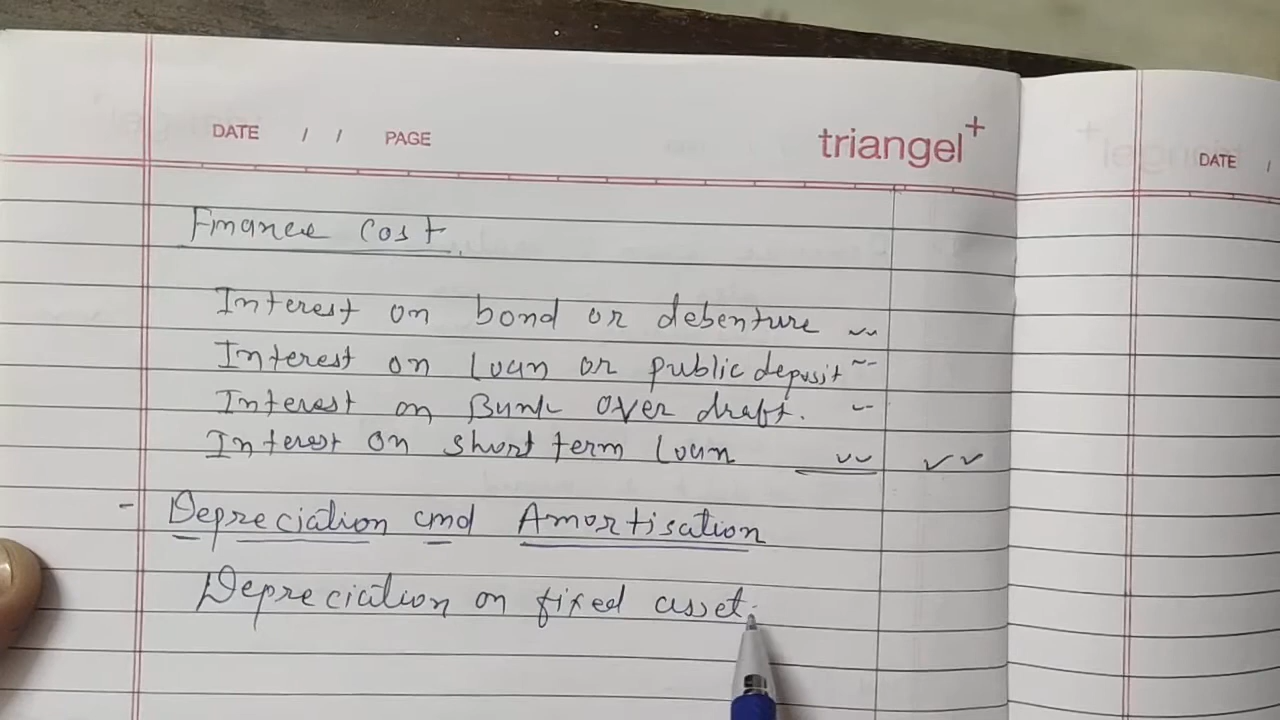 DATE / / PAGE
triangel+
DATE /
Finance Cost
Interest on bond or debenture
Interest on Loan or public deposit
Interest on Bank over draft.
Interest on short term Loan
- Depreciation and Amortisation
Depreciation on fixed asset